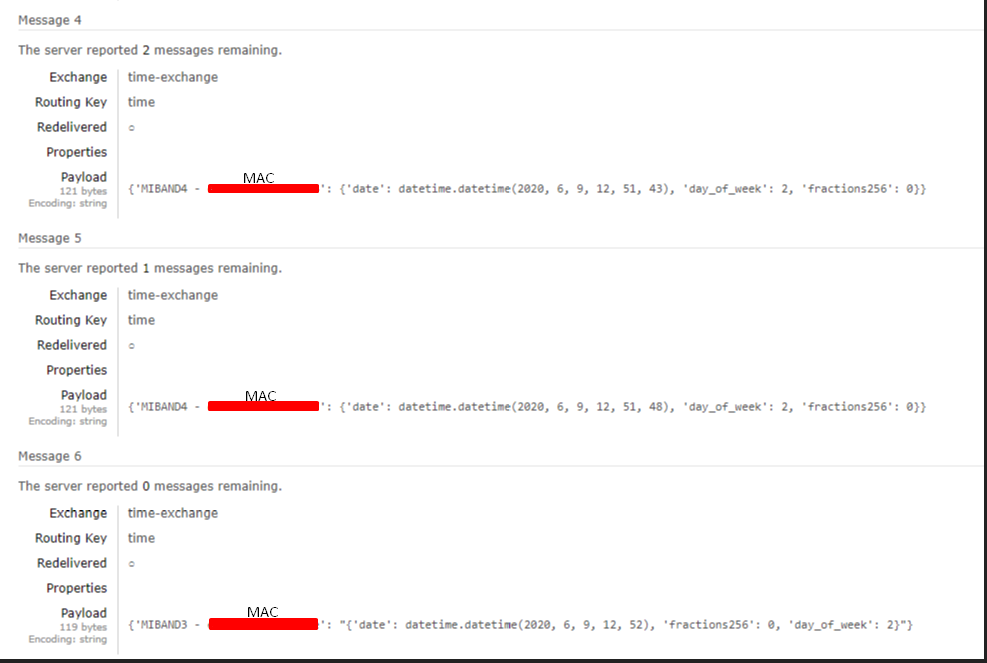 Message 4
The server reported 2 messages remaining.
Exchange time-exchange
Routing Key time
Redelivered ○
Properties
MAC
Payload
121 bytes
Encoding: string
{'MIBAND4 - ': {'date': datetime.datetime(2020, 6, 9, 12, 51, 43), 'day_of_week': 2, 'fractions256': 0}}
Message 5
The server reported 1 messages remaining.
Exchange time-exchange
Routing Key time
Redelivered ○
Properties
MAC
Payload
121 bytes
Encoding: string
{'MIBAND4 - ': {'date': datetime.datetime(2020, 6, 9, 12, 51, 48), 'day_of_week': 2, 'fractions256': 0}}
Message 6
The server reported 0 messages remaining.
Exchange time-exchange
Routing Key time
Redelivered ○
Properties
MAC
Payload
119 bytes
Encoding: string
{'MIBAND3 - ': "{'date': datetime.datetime(2020, 6, 9, 12, 52), 'fractions256': 0, 'day_of_week': 2}"}